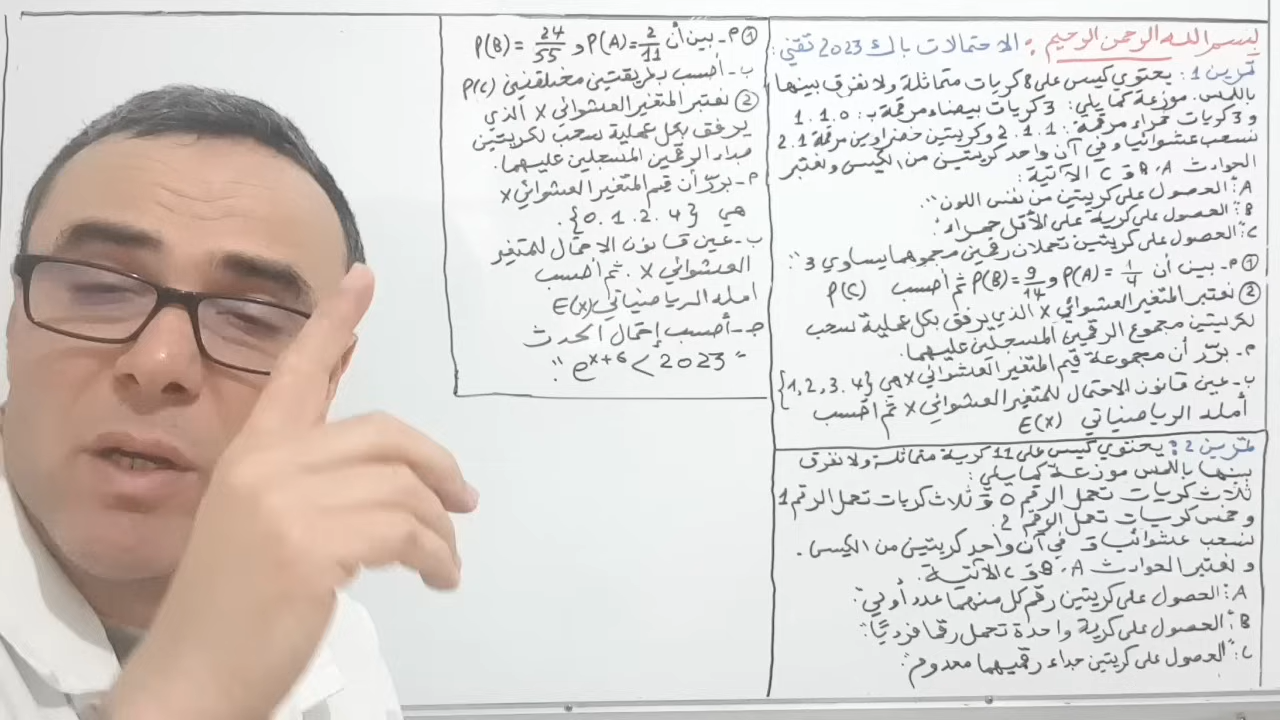 بسم الله الرحمن الرحيم : الاحتمالات باك 2023 تقني :
تمرين 1 : يحتوي كيس على 8 كريات متماثلة ولا نفرق بينها
باللمس. موزعة كما يلي: 3 كريات بيضاء مرقمة بـ : 0 . 1 . 1
و 3 كريات حمراء مرقمة : 1 . 1 . 2 و كريتين خضراوين مرقمة 1 . 2
نسحب عشوائيا و في آن واحد كريتين من الكيس و نعتبر
الحوادث A . B و C الآتية :
A : "الحصول على كريتين من نفس اللون".
B : "الحصول على كرية على الأقل حمراء".
C : "الحصول على كريتين تحملان رقمين مجموعهما يساوي 3".
① م - بين أن P(A) = 1/4 و P(B) = 9/14 ثم أحسب P(C)
② نعتبر المتغير العشوائي X الذي يرفق بكل عملية سحب
لكريتين مجموع الرقمين المسجلين عليهما.
م - برّر أن مجموعة قيم المتغير العشوائي X هي {1, 2, 3, 4}
ب - عين قانون الاحتمال للمتغير العشوائي X ثم أحسب
أمله الرياضياتي E(X)
تمرين 2 : يحتوي كيس على 11 كرية متماثلة ولا نفرق
بينها باللمس موزعة كما يلي :
ثلاث كريات تحمل الرقم 0 و ثلاث كريات تحمل الرقم 1
و خمس كريات تحمل الرقم 2.
نسحب عشوائيا و في آن واحد كريتين من الكيس .
و نعتبر الحوادث A . B و C الآتية :
A : "الحصول على كريتين رقم كل منهما عدد أولي".
B : "الحصول على كرية واحدة تحمل رقما فرديًا".
C : "الحصول على كريتين جداء رقميهما معدوم".
① م - بين أن P(A) = 2/11 و P(B) = 24/55
ب - أحسب بطريقتين مختلفتين P(C)
② نعتبر المتغير العشوائي X الذي
يرفق بكل عملية سحب لكريتين
جداء الرقمين المسجلين عليهما.
م - برّر أن قيم المتغير العشوائي X
هي {0 . 1 . 2 . 4}.
ب - عين قانون الاحتمال للمتغير
العشوائي X . ثم أحسب
أمله الرياضياتي E(X)
جـ - أحسب إحتمال الحدث
"e^{X+6} < 2023".